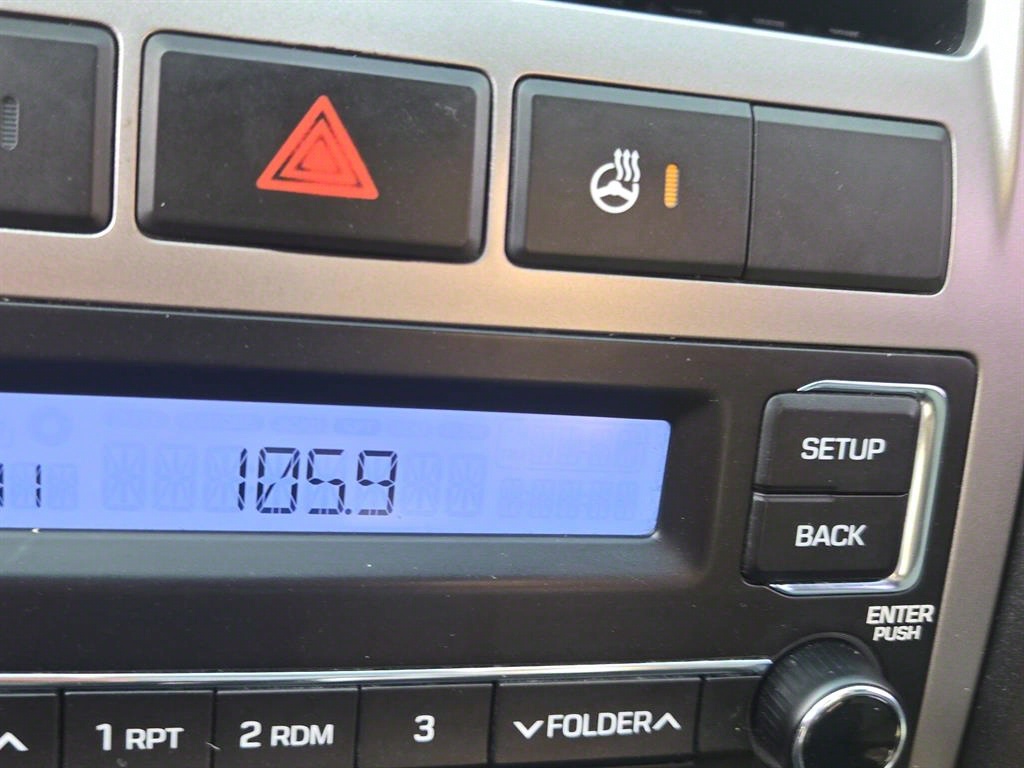 105.9
SETUP
BACK
ENTER
PUSH
1 RPT
2 RDM
3
FOLDER